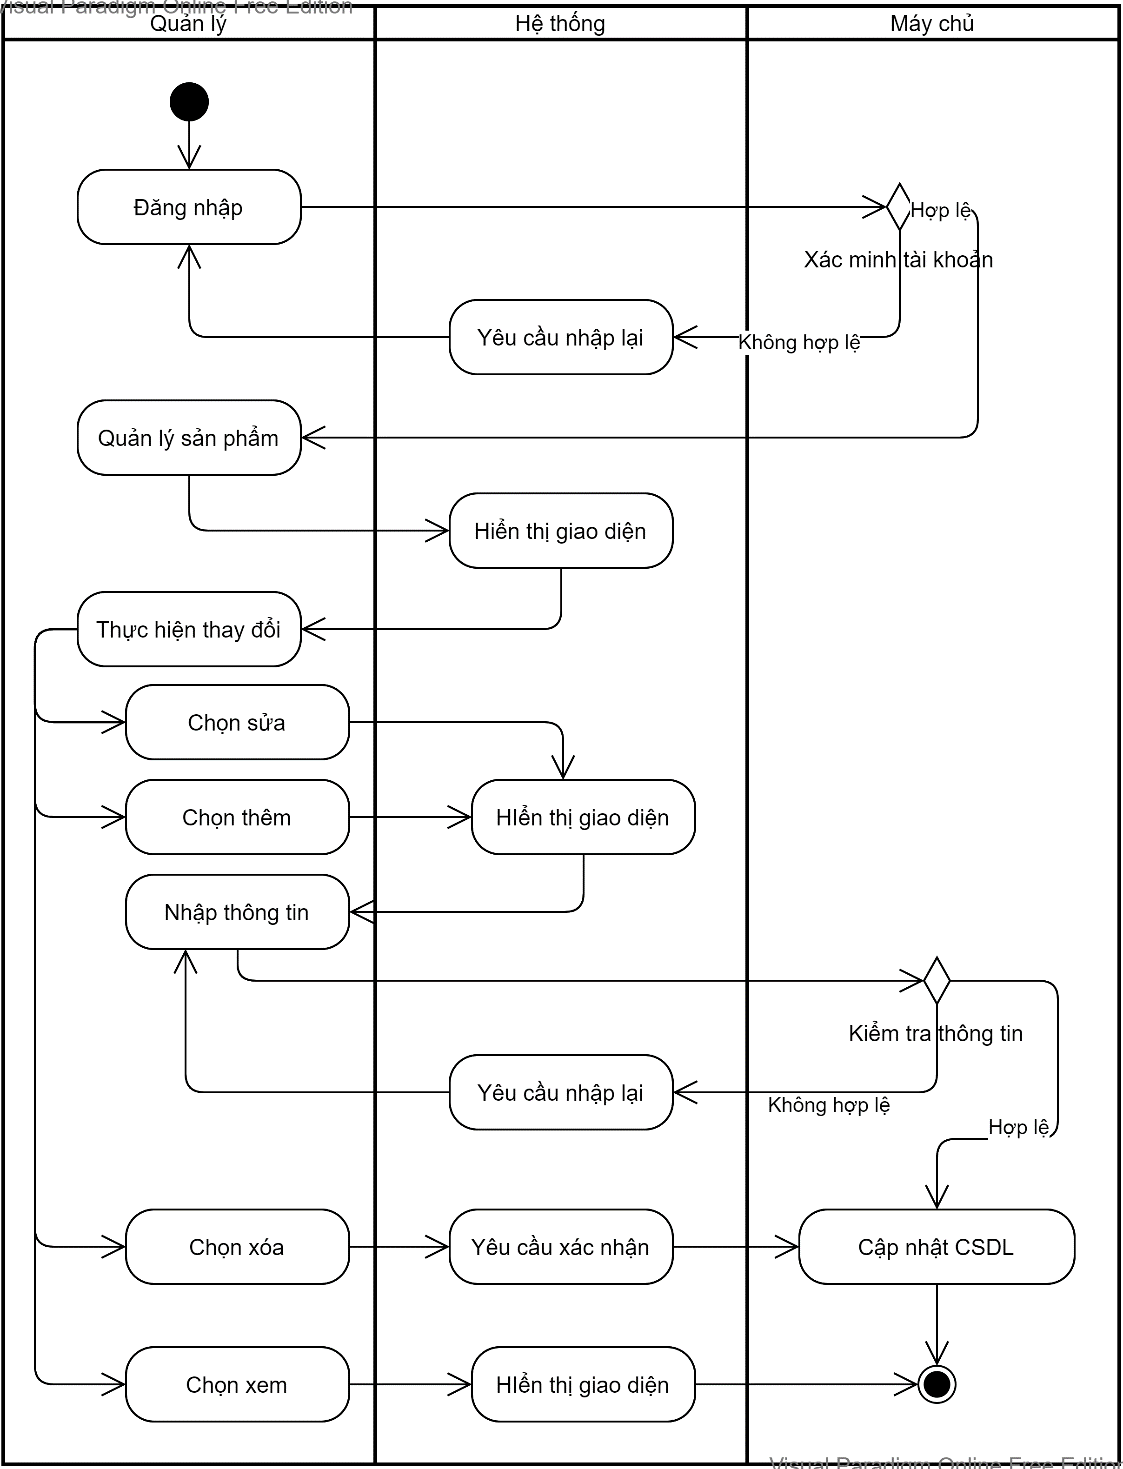 Visual Paradigm Online Free Edition
Quản lý
Hệ thống
Máy chủ
Đăng nhập
Hợp lệ
Xác minh tài khoản
Yêu cầu nhập lại
Không hợp lệ
Quản lý sản phẩm
Hiển thị giao diện
Thực hiện thay đổi
Chọn sửa
Chọn thêm
HIển thị giao diện
Nhập thông tin
Kiểm tra thông tin
Yêu cầu nhập lại
Không hợp lệ
Hợp lệ
Chọn xóa
Yêu cầu xác nhận
Cập nhật CSDL
Chọn xem
HIển thị giao diện
Visual Paradigm Online Free Edition